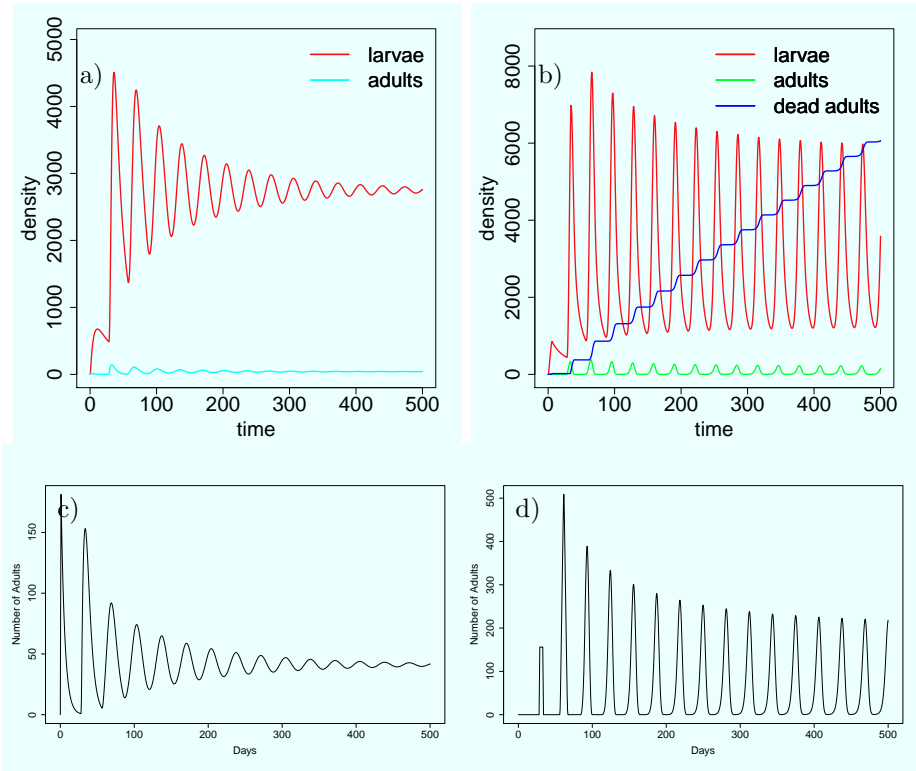 a)
larvae
adults
density
0 1000 2000 3000 4000 5000
0 100 200 300 400 500
time
b)
larvae
adults
dead adults
density
0 2000 4000 6000 8000
0 100 200 300 400 500
time
c)
Number of Adults
0 50 100 150
0 100 200 300 400 500
Days
d)
Number of Adults
0 100 200 300 400 500
0 100 200 300 400 500
Days